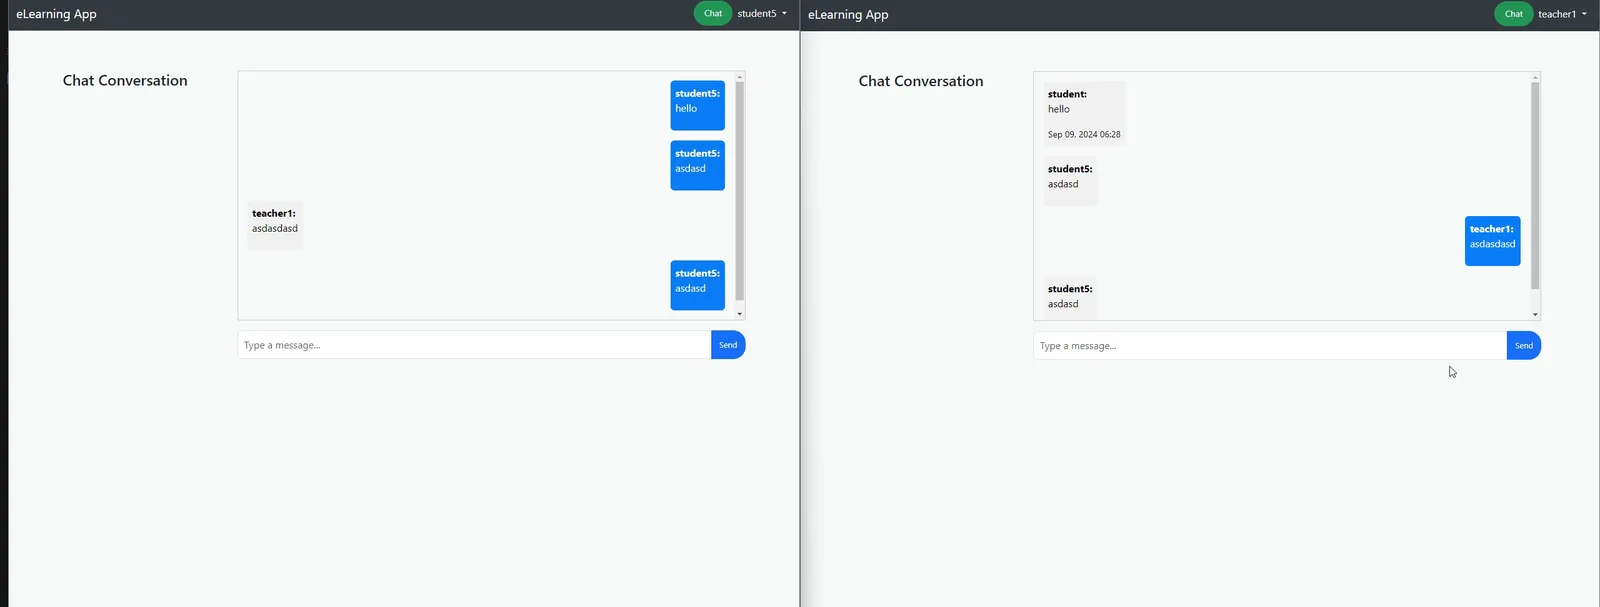 eLearning App
Chat
student5
Chat Conversation
student5:
hello
student5:
asdasd
teacher1:
asdasdasd
student5:
asdasd
Type a message...
Send
eLearning App
Chat
teacher1
Chat Conversation
student:
hello
Sep 09, 2024 06:28
student5:
asdasd
teacher1:
asdasdasd
student5:
asdasd
Type a message...
Send